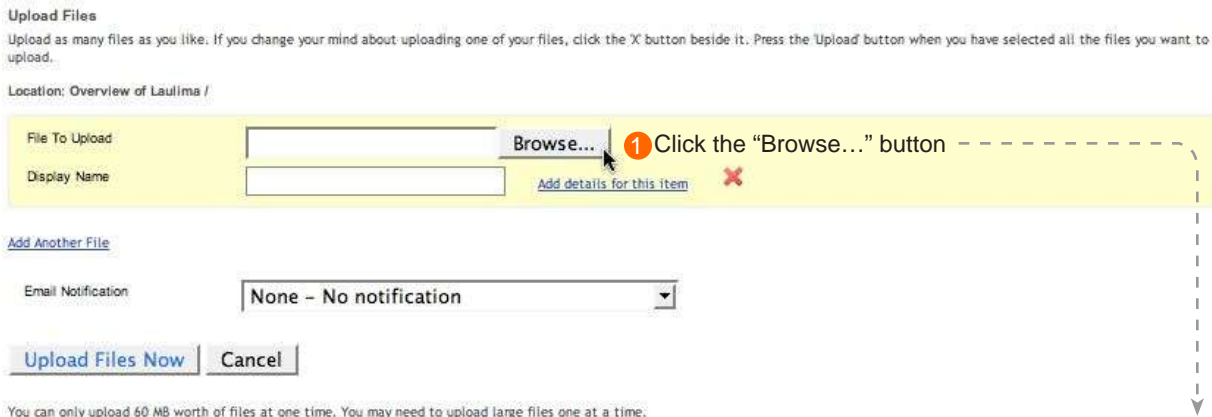 Upload Files
Upload as many files as you like. If you change your mind about uploading one of your files, click the 'X' button beside it. Press the 'Upload' button when you have selected all the files you want to
upload.
Location: Overview of Laulima /
File To Upload
Browse...
1 Click the “Browse…” button
Display Name
Add details for this item
Add Another File
Email Notification
None – No notification
Upload Files Now
Cancel
You can only upload 60 MB worth of files at one time. You may need to upload large files one at a time.